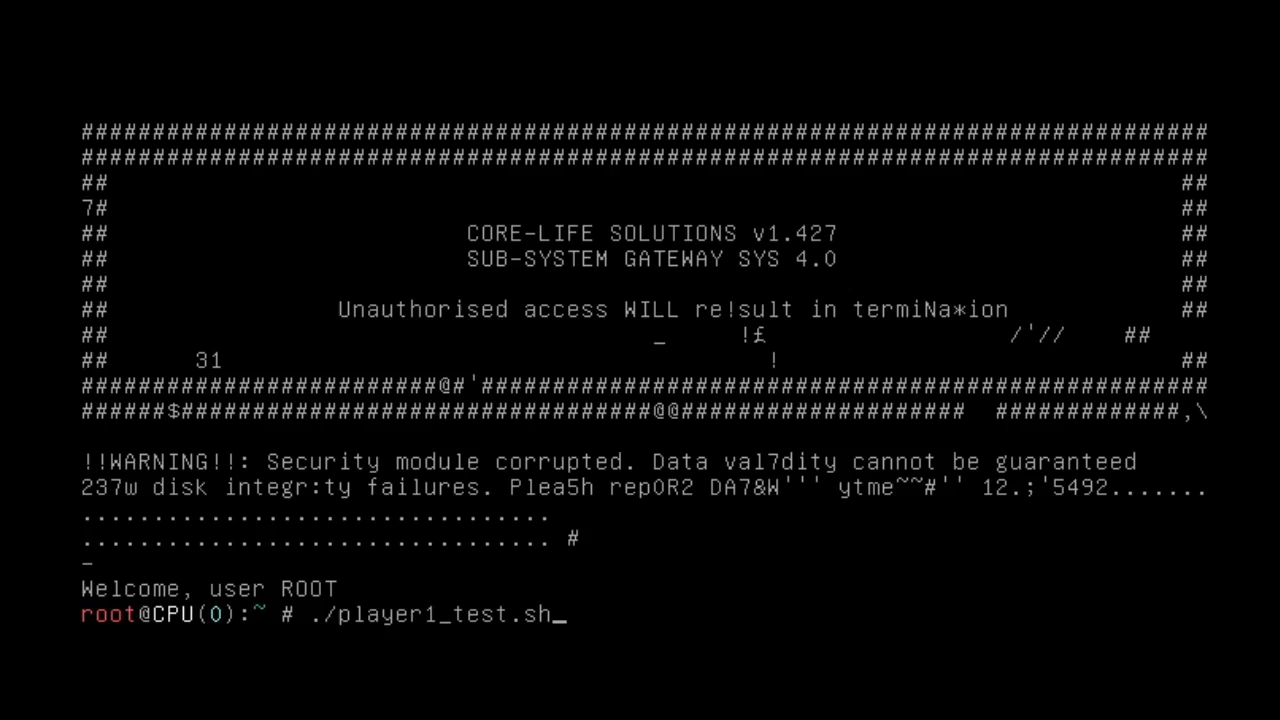 ###############################################################################
###############################################################################
## ##
7# ##
## CORE-LIFE SOLUTIONS v1.427 ##
## SUB-SYSTEM GATEWAY SYS 4.0 ##
## ##
## Unauthorised access WILL re!sult in termiNa*ion ##
## _ !£ /'// ##
## 31 ! ##
#########################@#'###################################################
######$#################################@@#################### #############,\
!!WARNING!!: Security module corrupted. Data val7dity cannot be guaranteed
237w disk integr:ty failures. Plea5h rep0R2 DA7&W''' ytme~~#'' 12.;'5492.......
.................................
................................. #
_
Welcome, user ROOT
root@CPU(0):~ # ./player1_test.sh_